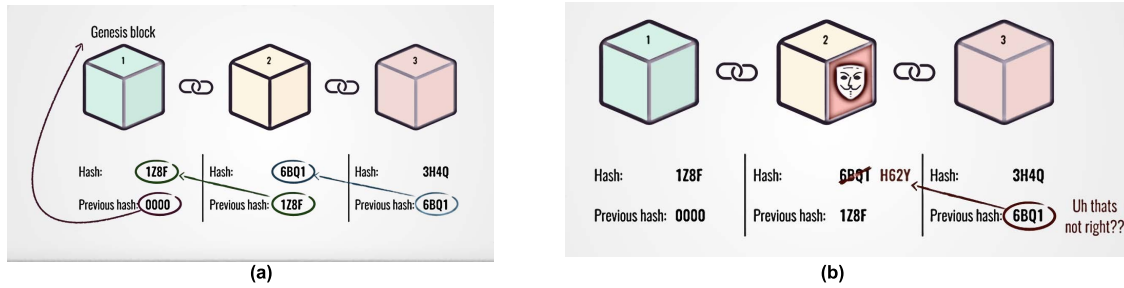 Genesis block
1
2
3
Hash: 1Z8F
Hash: 6BQ1
Hash: 3H4Q
Previous hash: 0000
Previous hash: 1Z8F
Previous hash: 6BQ1
(a)
1
2
3
Hash: 1Z8F
Hash: 6BQ1 H62Y
Hash: 3H4Q
Previous hash: 0000
Previous hash: 1Z8F
Previous hash: 6BQ1
Uh thats
not right??
(b)